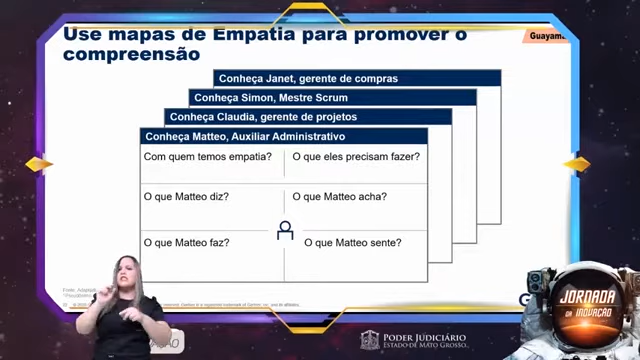 Use mapas de Empatia para promover o
compreensão
Guayama
Conheça Janet, gerente de compras
Conheça Simon, Mestre Scrum
Conheça Claudia, gerente de projetos
Conheça Matteo, Auxiliar Administrativo
Com quem temos empatia?
O que eles precisam fazer?
O que Matteo diz?
O que Matteo acha?
O que Matteo faz?
O que Matteo sente?
JORNADA
DA INOVAÇÃO
PODER JUDICIÁRIO
ESTADO DE MATO GROSSO